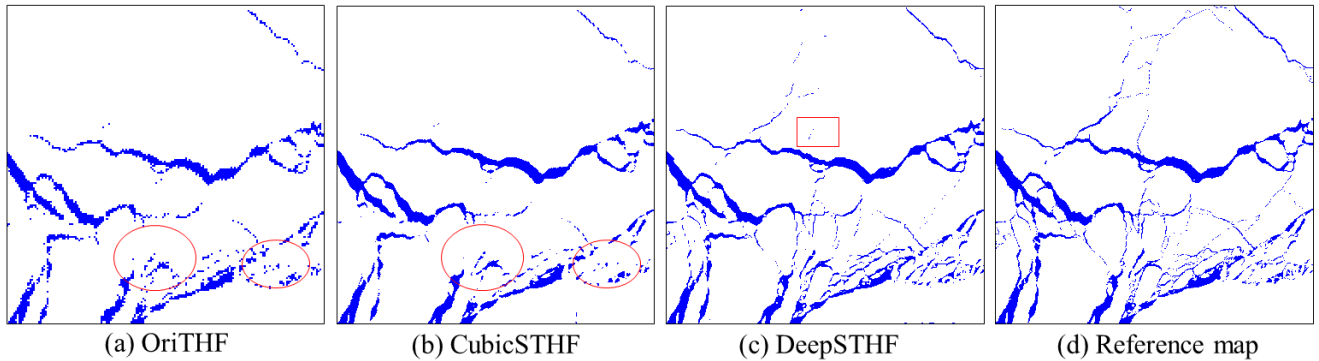 (a) OriTHF
(b) CubicSTHF
(c) DeepSTHF
(d) Reference map